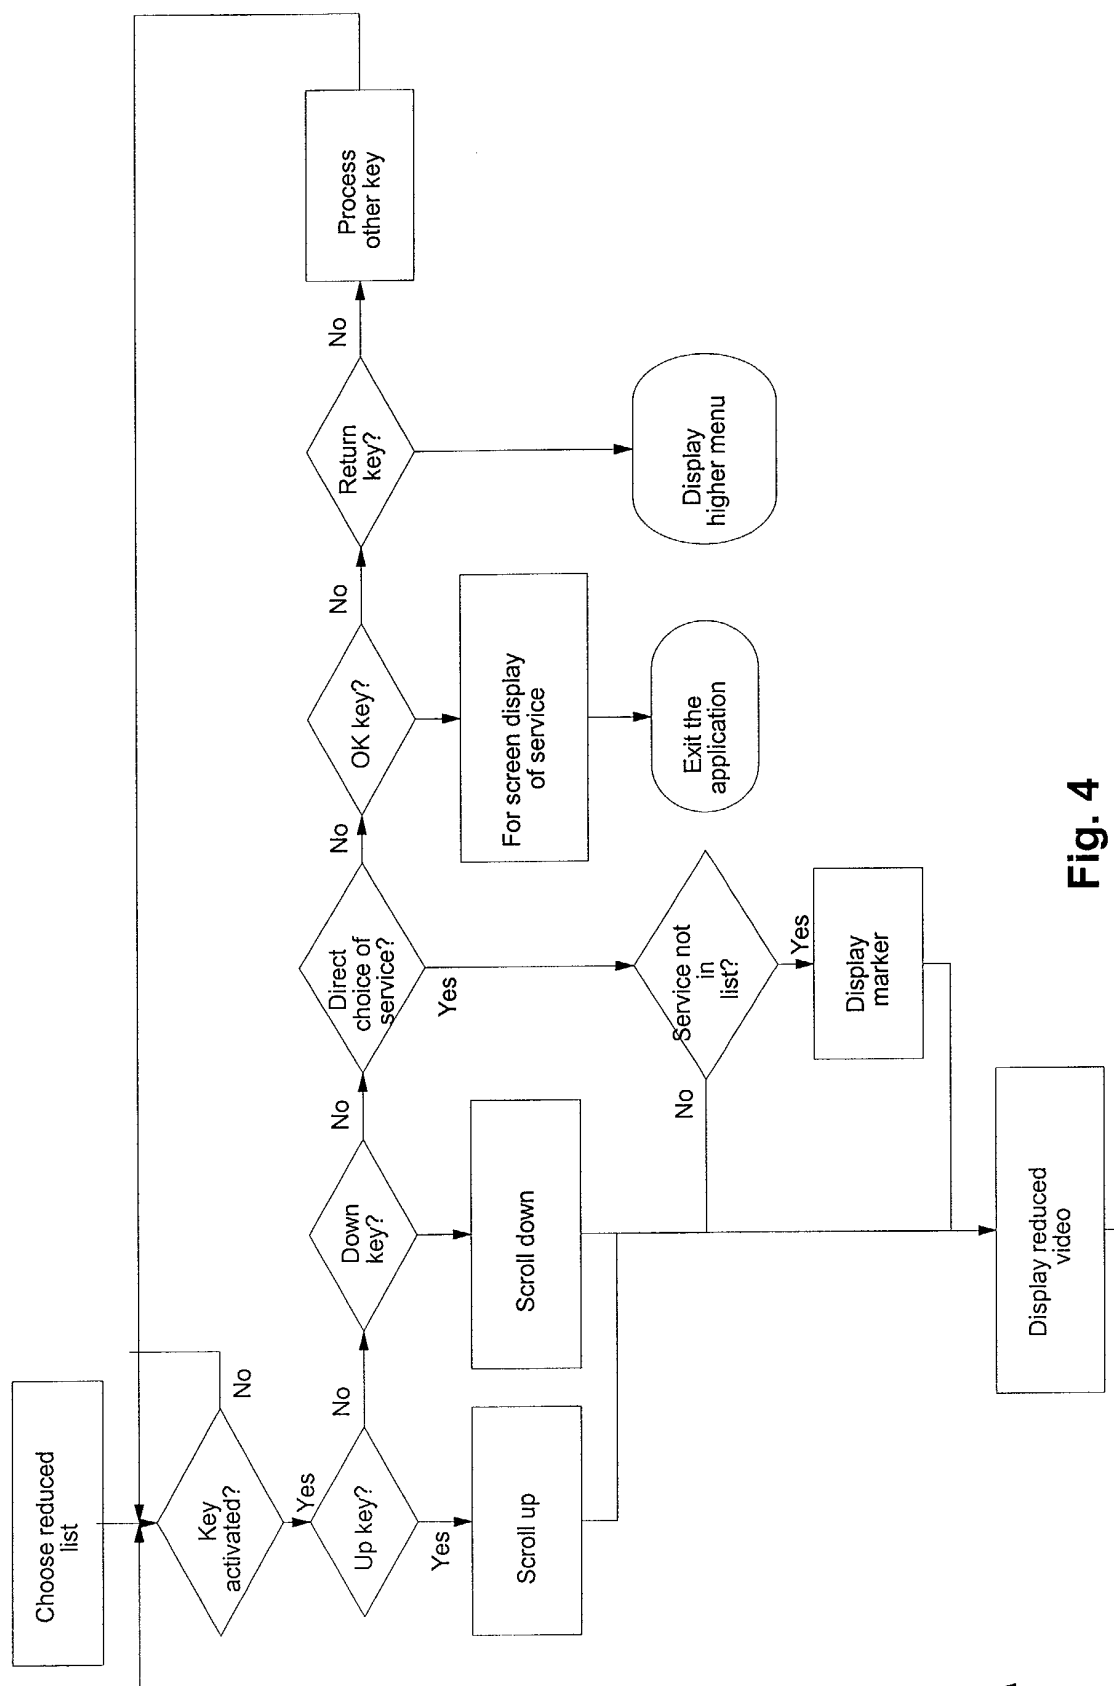 Choose reduced
list
Key
activated?
No
Yes
Up key?
No
Yes
Scroll up
Down
key?
No
Scroll down
Direct
choice of
service?
No
Yes
Service not
in
list?
No
Yes
Display
marker
Display reduced
video
OK key?
No
For screen display
of service
Exit the
application
Return
key?
No
Display
higher menu
Process
other key
Fig. 4